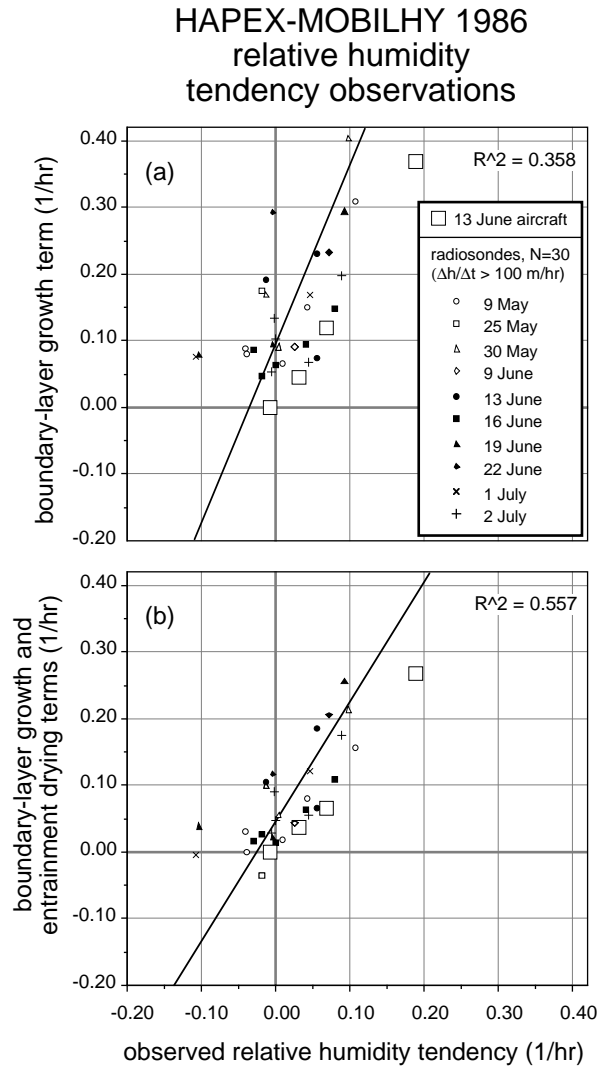 HAPEX-MOBILHY 1986
relative humidity
tendency observations
(a)
R^2 = 0.358
0.40
0.30
0.20
0.10
0.00
-0.10
-0.20
boundary-layer growth term (1/hr)
13 June aircraft
radiosondes, N=30
(Δh/Δt > 100 m/hr)
9 May
25 May
30 May
9 June
13 June
16 June
19 June
22 June
1 July
2 July
(b)
R^2 = 0.557
0.40
0.30
0.20
0.10
0.00
-0.10
-0.20
boundary-layer growth and
entrainment drying terms (1/hr)
-0.20 -0.10 0.00 0.10 0.20 0.30 0.40
observed relative humidity tendency (1/hr)